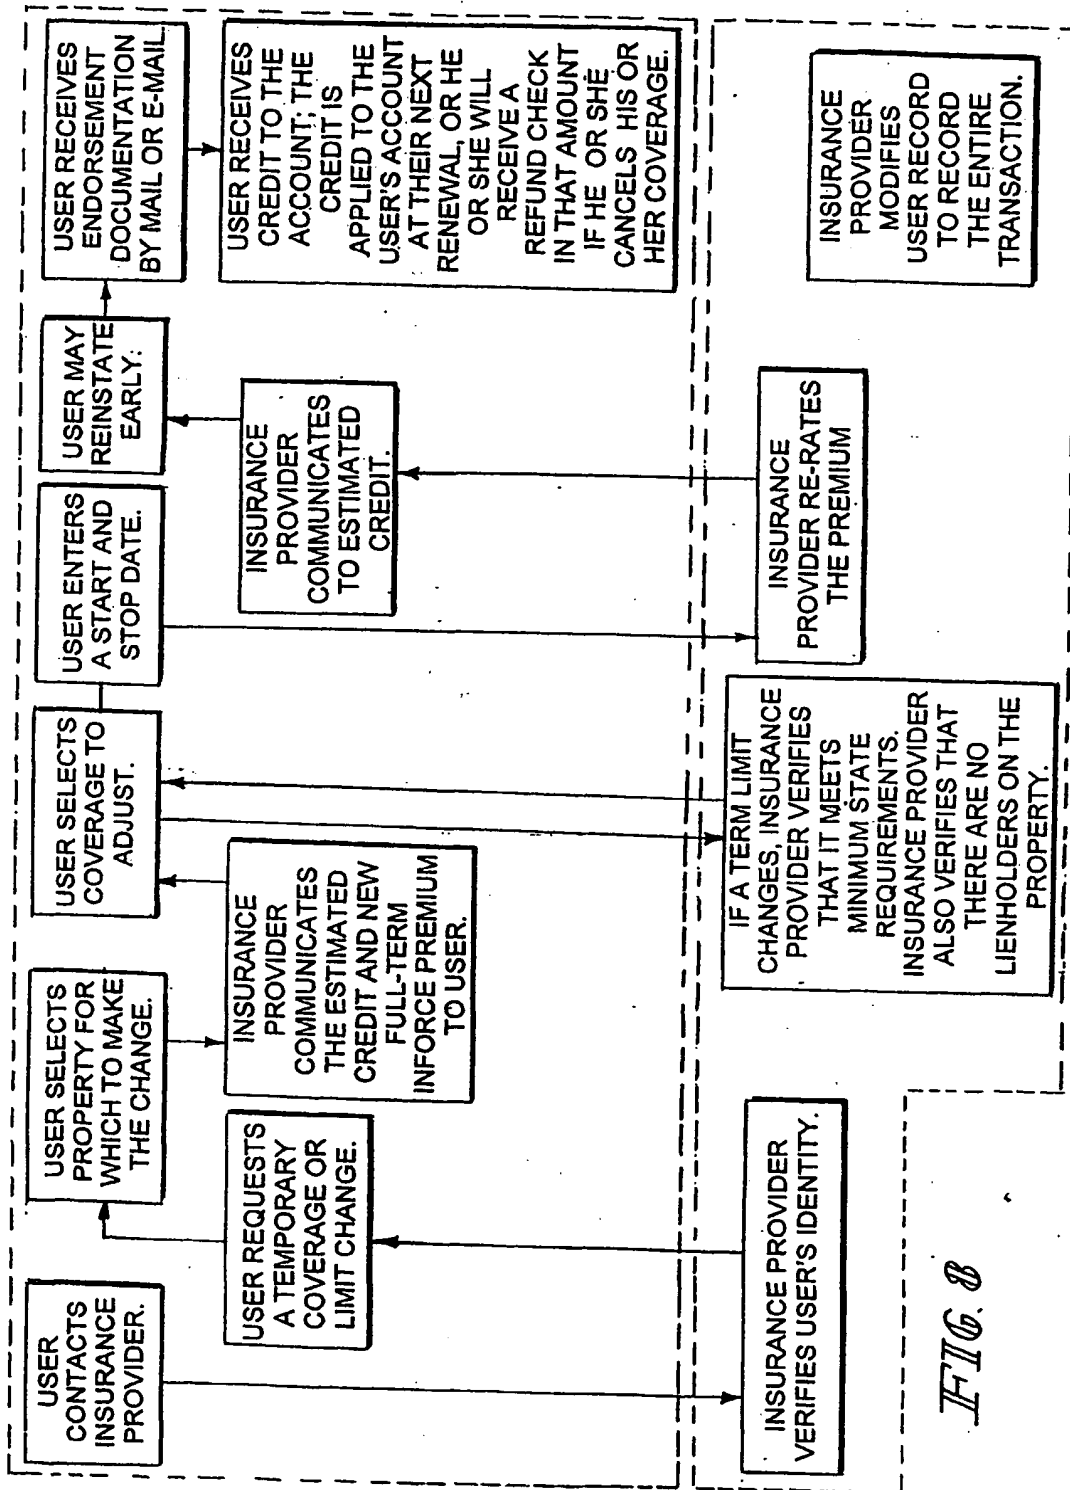 USER
CONTACTS
INSURANCE
PROVIDER.
INSURANCE PROVIDER
VERIFIES USER'S IDENTITY.
USER REQUESTS
A TEMPORARY
COVERAGE OR
LIMIT CHANGE.
USER SELECTS
PROPERTY FOR
WHICH TO MAKE
THE CHANGE.
INSURANCE
PROVIDER
COMMUNICATES
THE ESTIMATED
CREDIT AND NEW
FULL-TERM
INFORCE PREMIUM
TO USER.
USER SELECTS
COVERAGE TO
ADJUST.
IF A TERM LIMIT
CHANGES, INSURANCE
PROVIDER VERIFIES
THAT IT MEETS
MINIMUM STATE
REQUIREMENTS.
INSURANCE PROVIDER
ALSO VERIFIES THAT
THERE ARE NO
LIENHOLDERS ON THE
PROPERTY.
USER ENTERS
A START AND
STOP DATE.
INSURANCE
PROVIDER RE-RATES
THE PREMIUM
INSURANCE
PROVIDER
COMMUNICATES
TO ESTIMATED
CREDIT.
USER MAY
REINSTATE
EARLY.
USER RECEIVES
ENDORSEMENT
DOCUMENTATION
BY MAIL OR E-MAIL.
USER RECEIVES
CREDIT TO THE
ACCOUNT; THE
CREDIT IS
APPLIED TO THE
USER'S ACCOUNT
AT THEIR NEXT
RENEWAL, OR HE
OR SHE WILL
RECEIVE A
REFUND CHECK
IN THAT AMOUNT
IF HE OR SHE
CANCELS HIS OR
HER COVERAGE.
INSURANCE
PROVIDER
MODIFIES
USER RECORD
TO RECORD
THE ENTIRE
TRANSACTION.
FIG. 8